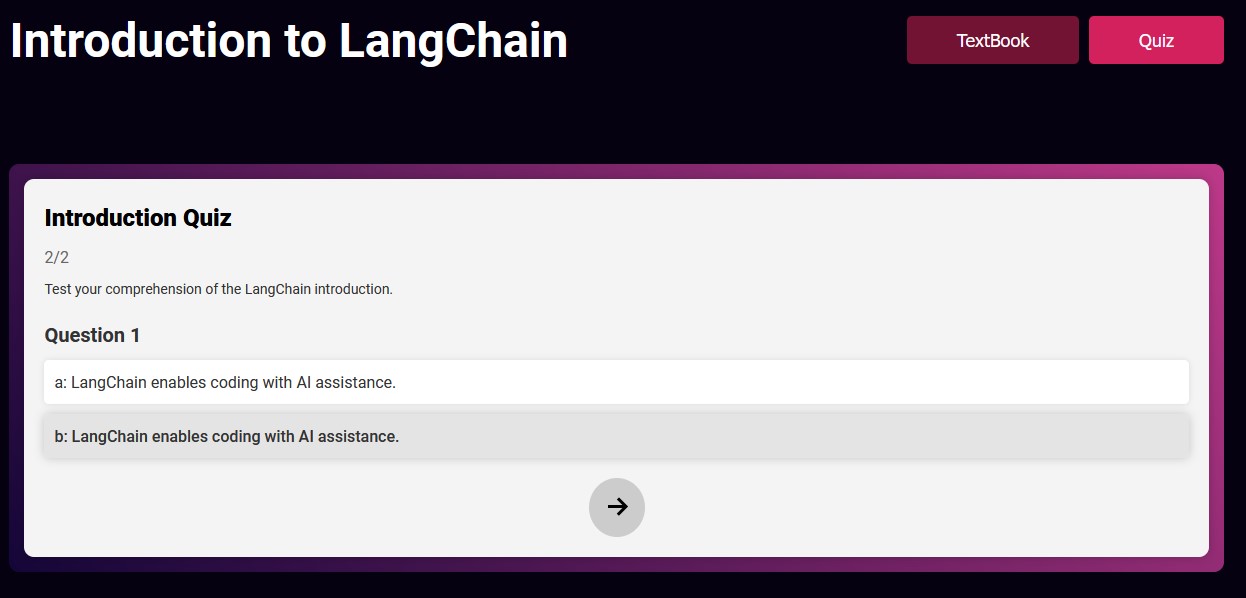 Introduction to LangChain
TextBook
Quiz
Introduction Quiz
2/2
Test your comprehension of the LangChain introduction.
Question 1
a: LangChain enables coding with AI assistance.
b: LangChain enables coding with AI assistance.